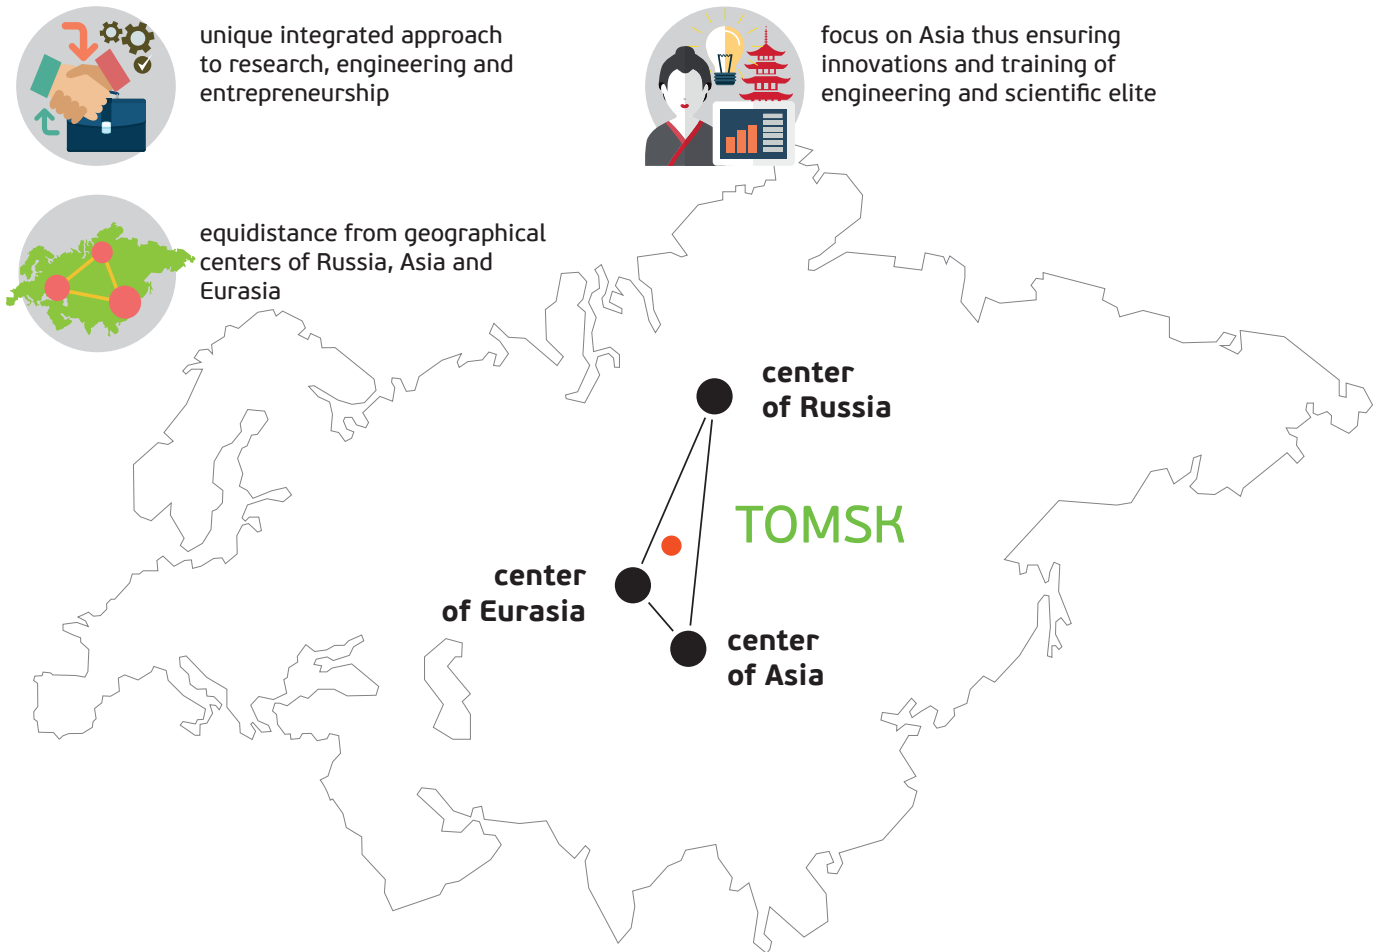 unique integrated approach
to research, engineering and
entrepreneurship
focus on Asia thus ensuring
innovations and training of
engineering and scientific elite
equidistance from geographical
centers of Russia, Asia and
Eurasia
center
of Russia
TOMSK
center
of Eurasia
center
of Asia